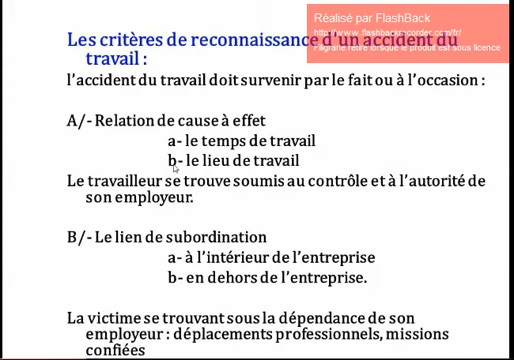 Réalisé par FlashBack
http://www.flashbackrecorder.com/fr/
Filigrane retiré lorsque le produit est sous licence
Les critères de reconnaissance d'un accident du
travail :
l'accident du travail doit survenir par le fait ou à l'occasion :
A/- Relation de cause à effet
a- le temps de travail
b- le lieu de travail
Le travailleur se trouve soumis au contrôle et à l'autorité de
son employeur.
B/- Le lien de subordination
a- à l'intérieur de l'entreprise
b- en dehors de l'entreprise.
La victime se trouvant sous la dépendance de son
employeur : déplacements professionnels, missions
confiées